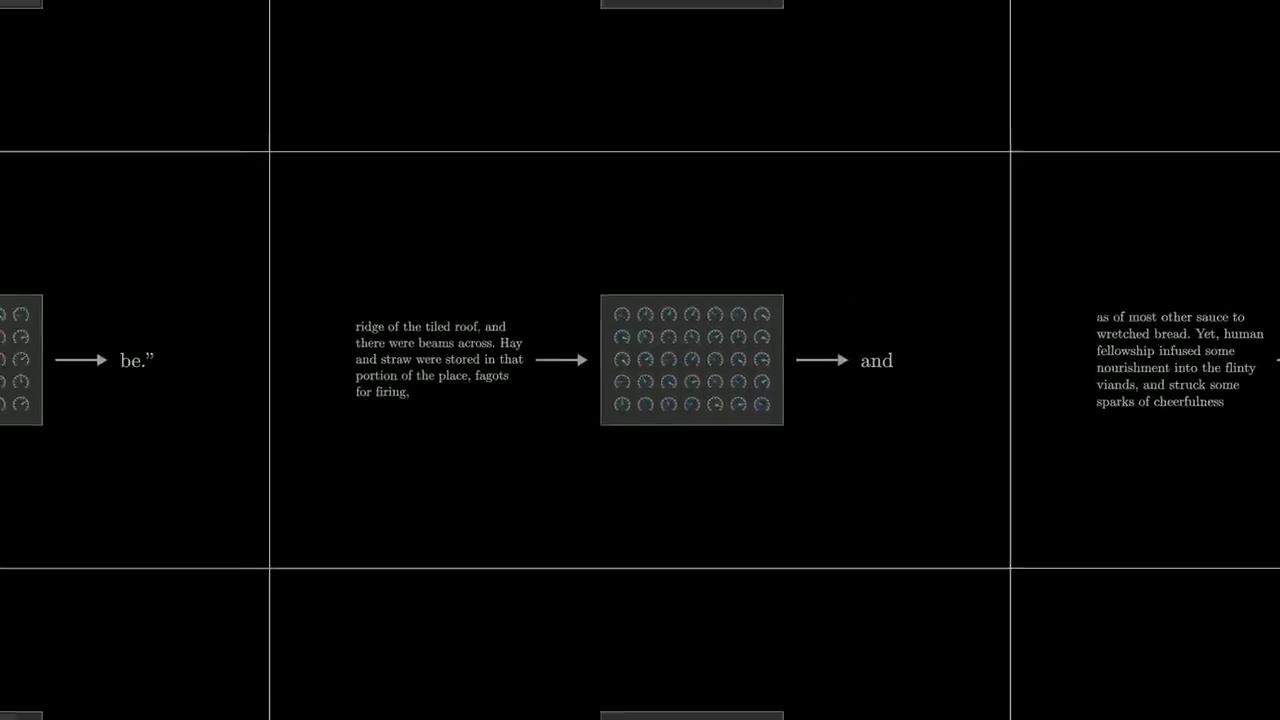 be.”
ridge of the tiled roof, and
there were beams across. Hay
and straw were stored in that
portion of the place, fagots
for firing,
and
as of most other sauce to
wretched bread. Yet, human
fellowship infused some
nourishment into the flinty
viands, and struck some
sparks of cheerfulness